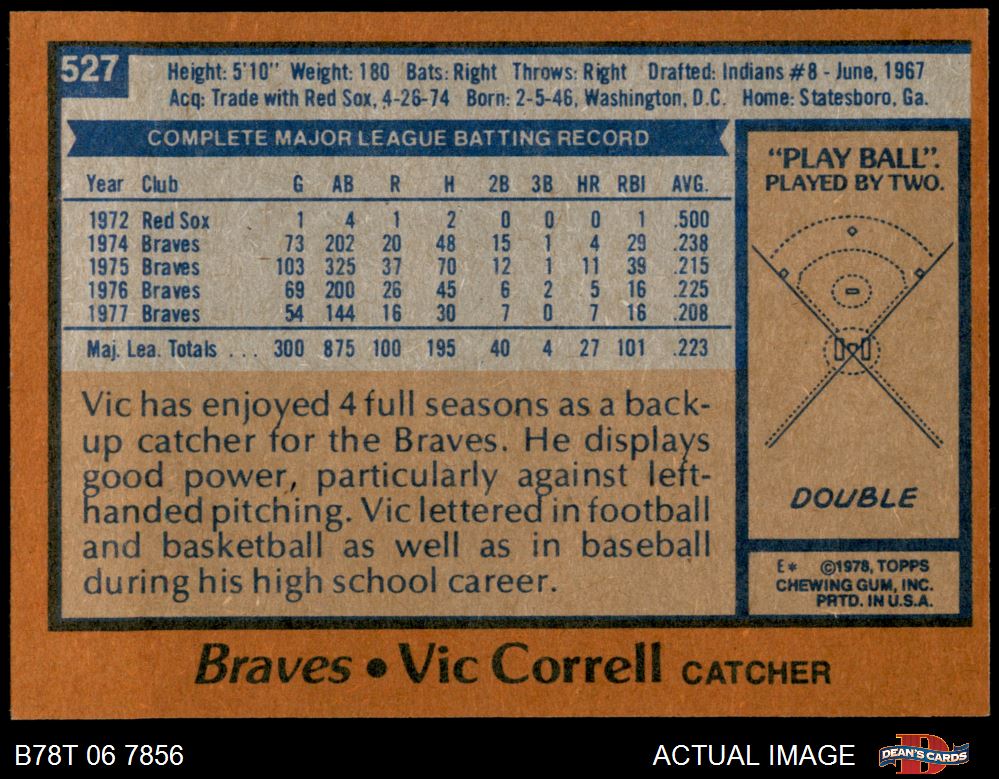 527
Height: 5'10" Weight: 180 Bats: Right Throws: Right Drafted: Indians #8 - June, 1967
Acq: Trade with Red Sox, 4-26-74 Born: 2-5-46, Washington, D.C. Home: Statesboro, Ga.
COMPLETE MAJOR LEAGUE BATTING RECORD
Year Club G AB R H 2B 3B HR RBI AVG.
1972 Red Sox 1 4 1 2 0 0 0 1 .500
1974 Braves 73 202 20 48 15 1 4 29 .238
1975 Braves 103 325 37 70 12 1 11 39 .215
1976 Braves 69 200 26 45 6 2 5 16 .225
1977 Braves 54 144 16 30 7 0 7 16 .208
Maj. Lea. Totals . . . 300 875 100 195 40 4 27 101 .223
Vic has enjoyed 4 full seasons as a back-
up catcher for the Braves. He displays
good power, particularly against left-
handed pitching. Vic lettered in football
and basketball as well as in baseball
during his high school career.
"PLAY BALL".
PLAYED BY TWO.
DOUBLE
E* ©1978, TOPPS
CHEWING GUM, INC.
PRTD. IN U.S.A.
Braves • Vic Correll CATCHER
B78T 06 7856
ACTUAL IMAGE
D
DEAN'S CARDS